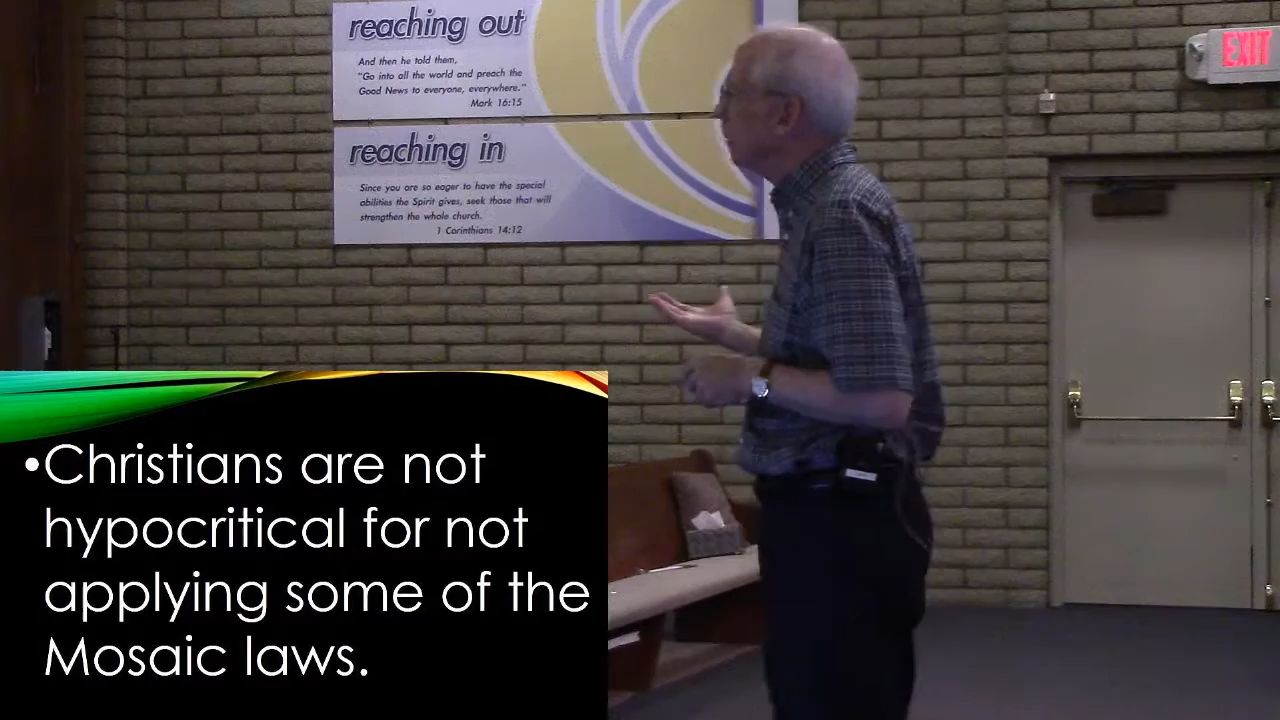 reaching out
And then he told them,
"Go into all the world and preach the
Good News to everyone, everywhere."
Mark 16:15
reaching in
Since you are so eager to have the special
abilities the Spirit gives, seek those that will
strengthen the whole church.
1 Corinthians 14:12
EXIT
•Christians are not
hypocritical for not
applying some of the
Mosaic laws.